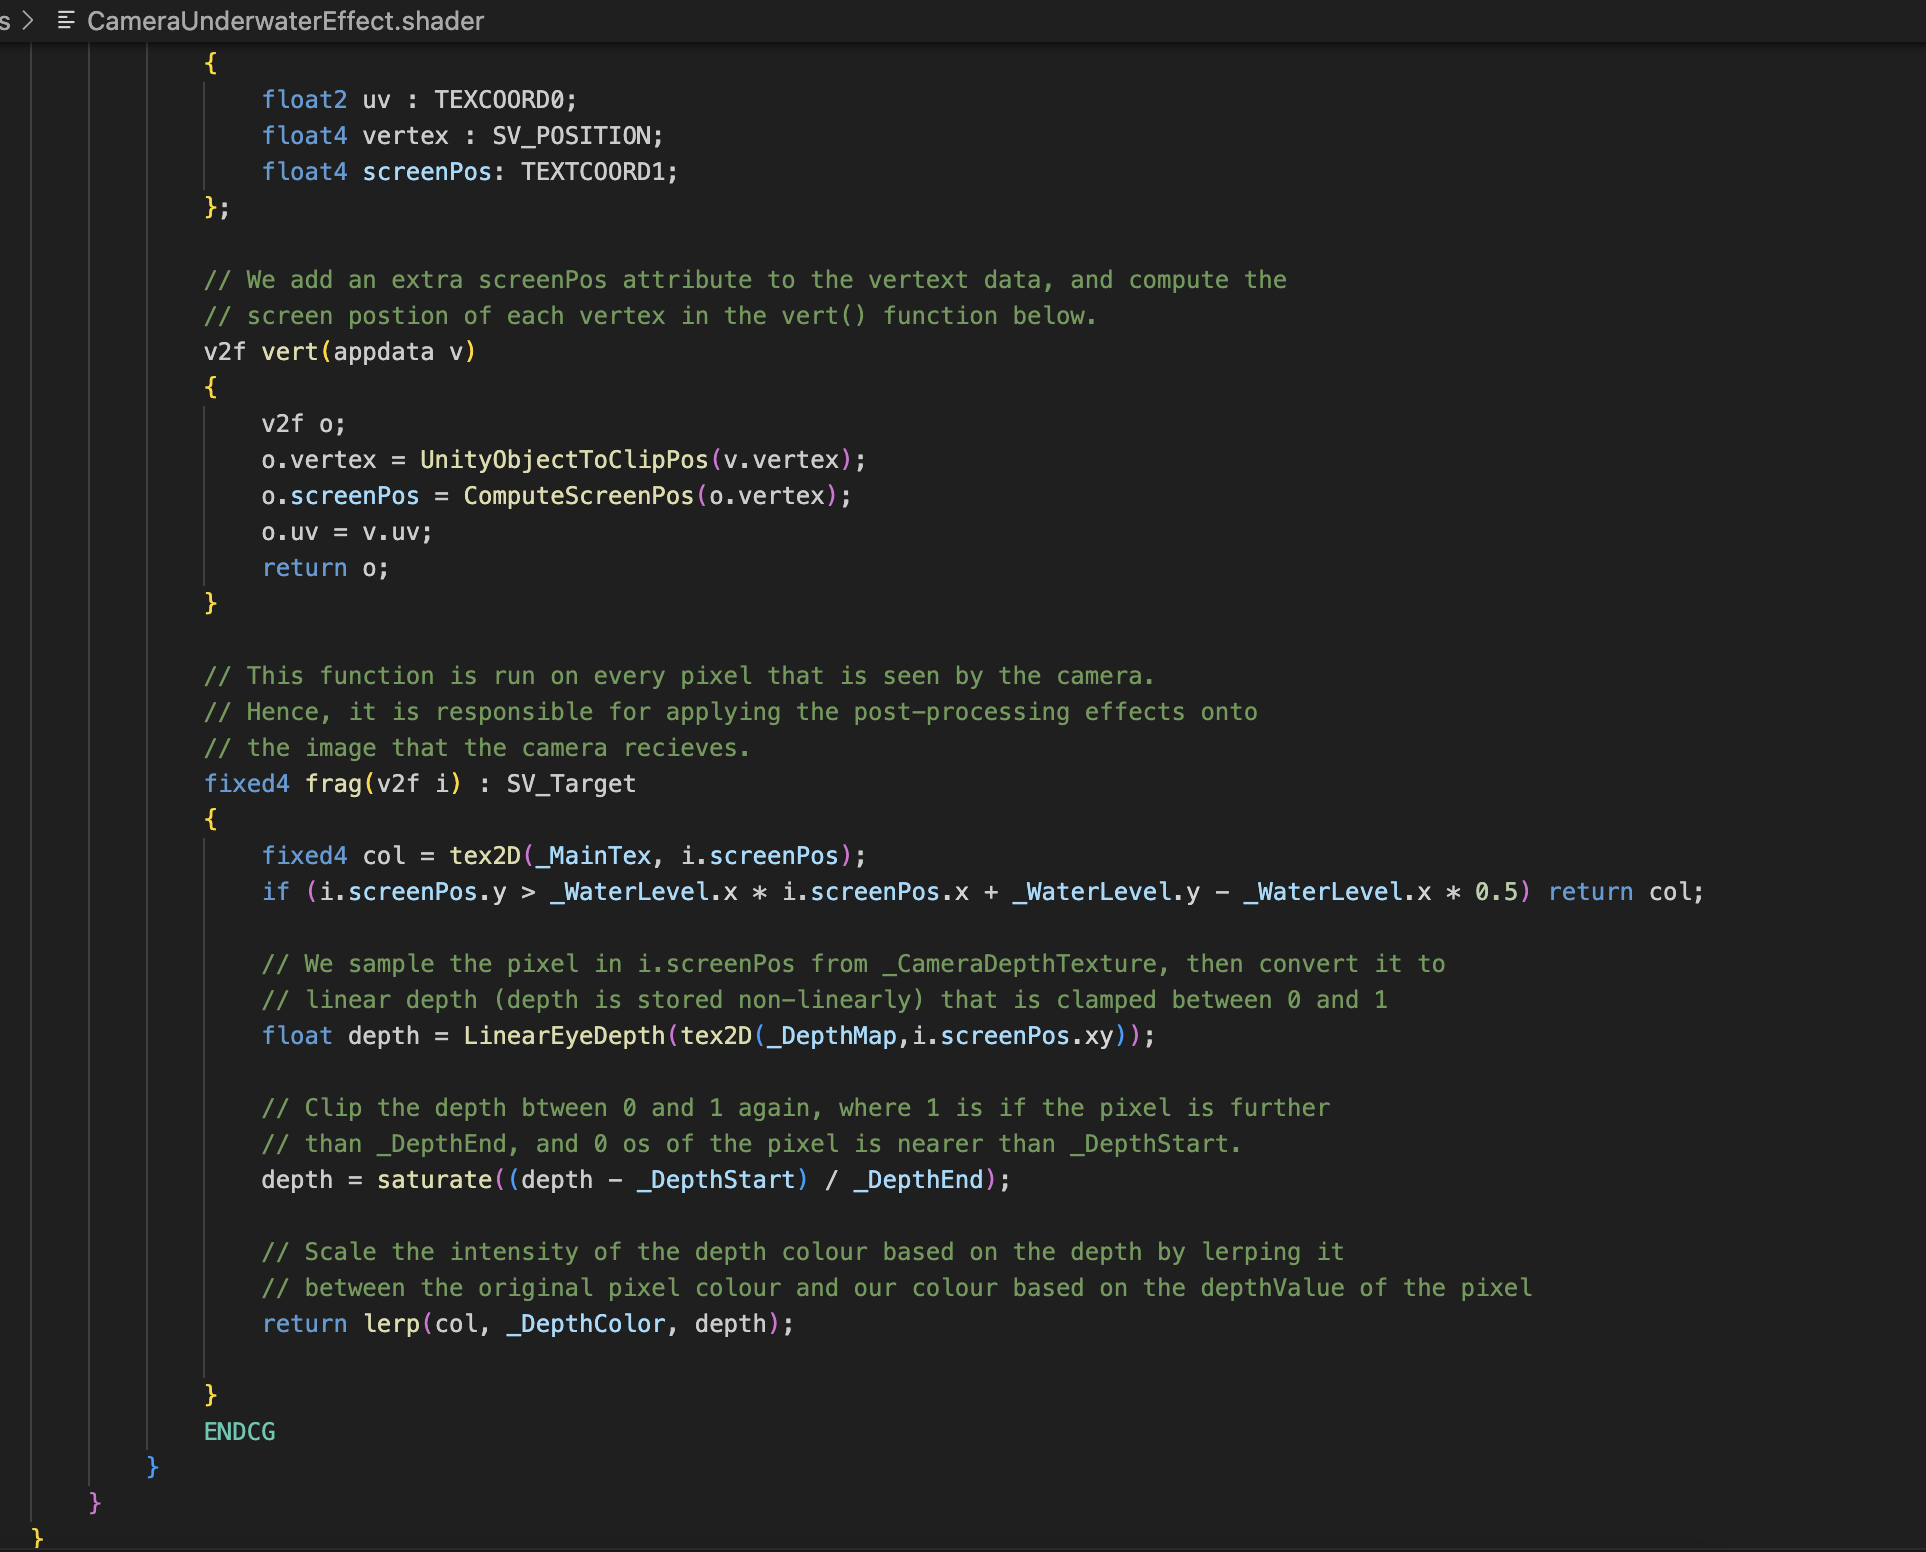 s > CameraUnderwaterEffect.shader
{
float2 uv : TEXCOORD0;
float4 vertex : SV_POSITION;
float4 screenPos: TEXTCOORD1;
};
// We add an extra screenPos attribute to the vertext data, and compute the
// screen postion of each vertex in the vert() function below.
v2f vert(appdata v)
{
v2f o;
o.vertex = UnityObjectToClipPos(v.vertex);
o.screenPos = ComputeScreenPos(o.vertex);
o.uv = v.uv;
return o;
}
// This function is run on every pixel that is seen by the camera.
// Hence, it is responsible for applying the post-processing effects onto
// the image that the camera recieves.
fixed4 frag(v2f i) : SV_Target
{
fixed4 col = tex2D(_MainTex, i.screenPos);
if (i.screenPos.y > _WaterLevel.x * i.screenPos.x + _WaterLevel.y - _WaterLevel.x * 0.5) return col;
// We sample the pixel in i.screenPos from _CameraDepthTexture, then convert it to
// linear depth (depth is stored non-linearly) that is clamped between 0 and 1
float depth = LinearEyeDepth(tex2D(_DepthMap,i.screenPos.xy));
// Clip the depth btween 0 and 1 again, where 1 is if the pixel is further
// than _DepthEnd, and 0 os of the pixel is nearer than _DepthStart.
depth = saturate((depth - _DepthStart) / _DepthEnd);
// Scale the intensity of the depth colour based on the depth by lerping it
// between the original pixel colour and our colour based on the depthValue of the pixel
return lerp(col, _DepthColor, depth);
}
ENDCG
}
}
}